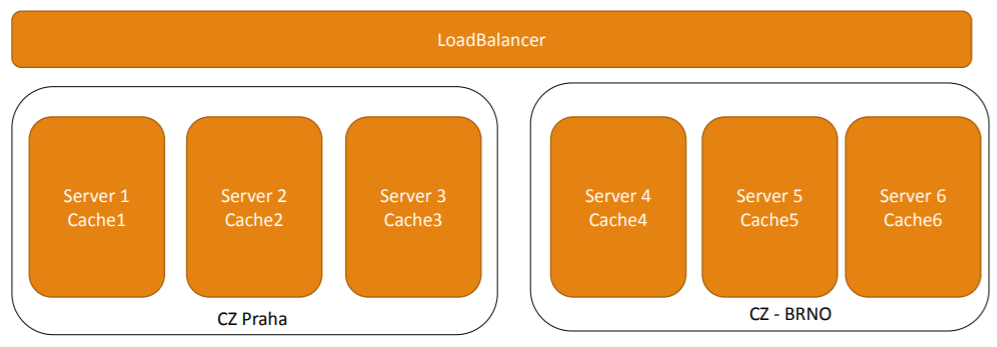 LoadBalancer
Server 1
Cache1
Server 2
Cache2
Server 3
Cache3
CZ Praha
Server 4
Cache4
Server 5
Cache5
Server 6
Cache6
CZ - BRNO